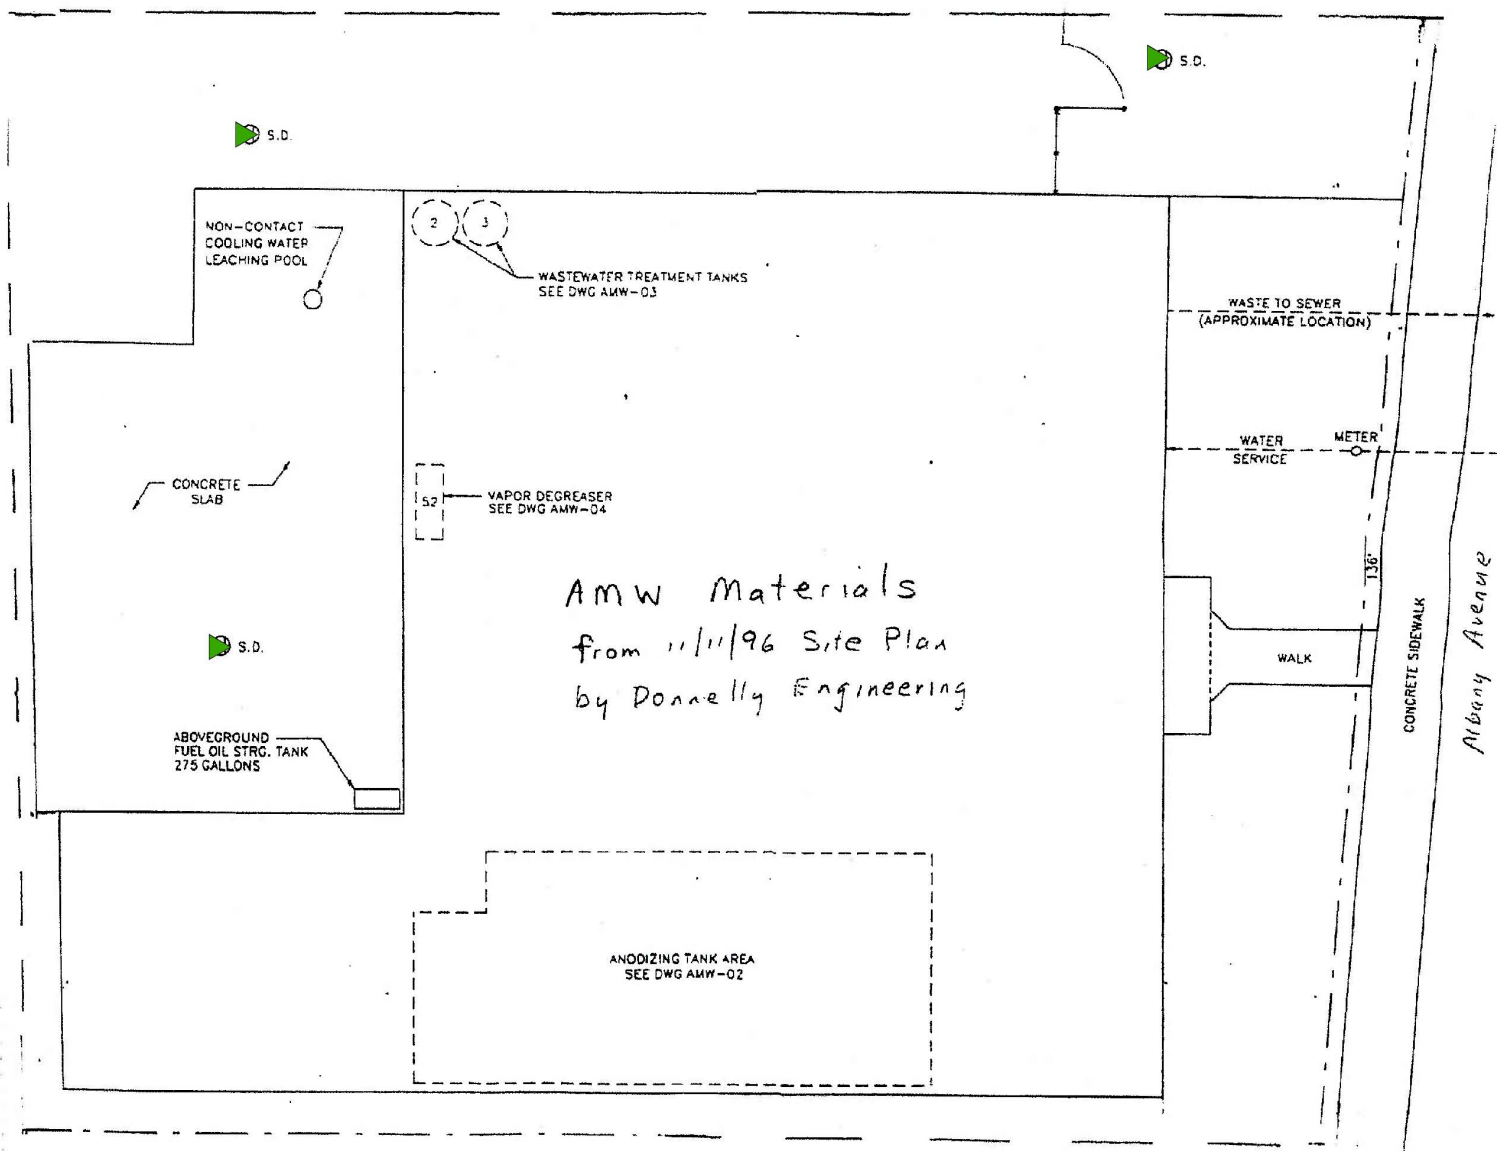 S.D.
S.D.
NON-CONTACT
COOLING WATER
LEACHING POOL
2
3
WASTEWATER TREATMENT TANKS
SEE DWG AMW-03
WASTE TO SEWER
(APPROXIMATE LOCATION)
WATER
SERVICE
METER
CONCRETE
SLAB
52
VAPOR DEGREASER
SEE DWG AMW-04
AMW Materials
from 11/11/96 Site Plan
by Donnelly Engineering
136'
CONCRETE SIDEWALK
Albany Avenue
S.D.
WALK
ABOVEGROUND
FUEL OIL STRG. TANK
275 GALLONS
ANODIZING TANK AREA
SEE DWG AMW-02